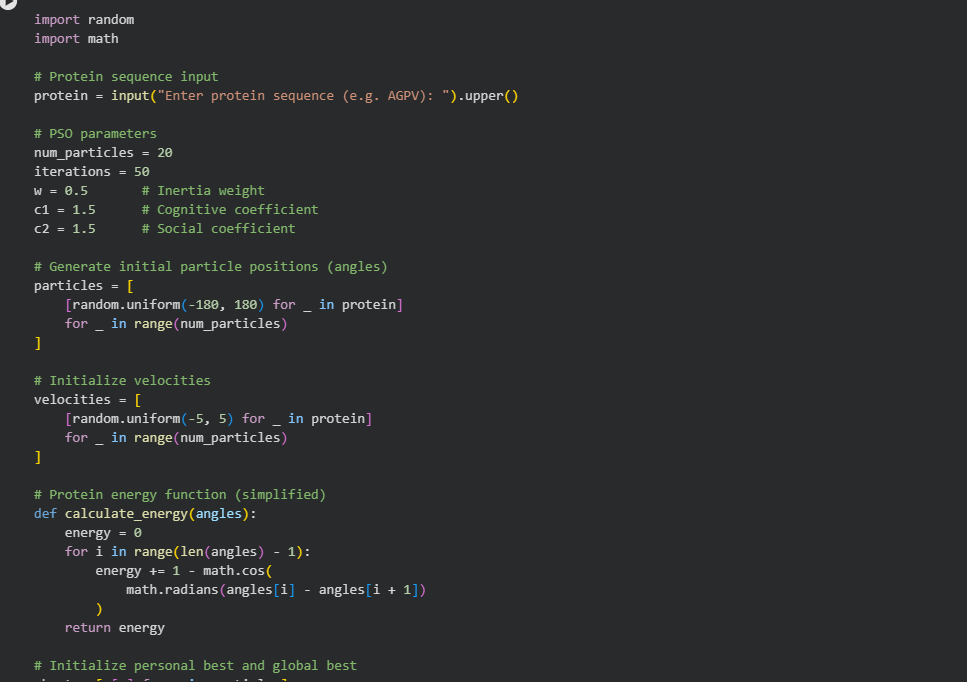 import random
import math
# Protein sequence input
protein = input("Enter protein sequence (e.g. AGPV): ").upper()
# PSO parameters
num_particles = 20
iterations = 50
w = 0.5      # Inertia weight
c1 = 1.5      # Cognitive coefficient
c2 = 1.5      # Social coefficient
# Generate initial particle positions (angles)
particles = [
    [random.uniform(-180, 180) for _ in protein]
    for _ in range(num_particles)
]
# Initialize velocities
velocities = [
    [random.uniform(-5, 5) for _ in protein]
    for _ in range(num_particles)
]
# Protein energy function (simplified)
def calculate_energy(angles):
    energy = 0
    for i in range(len(angles) - 1):
        energy += 1 - math.cos(
            math.radians(angles[i] - angles[i + 1])
        )
    return energy
# Initialize personal best and global best